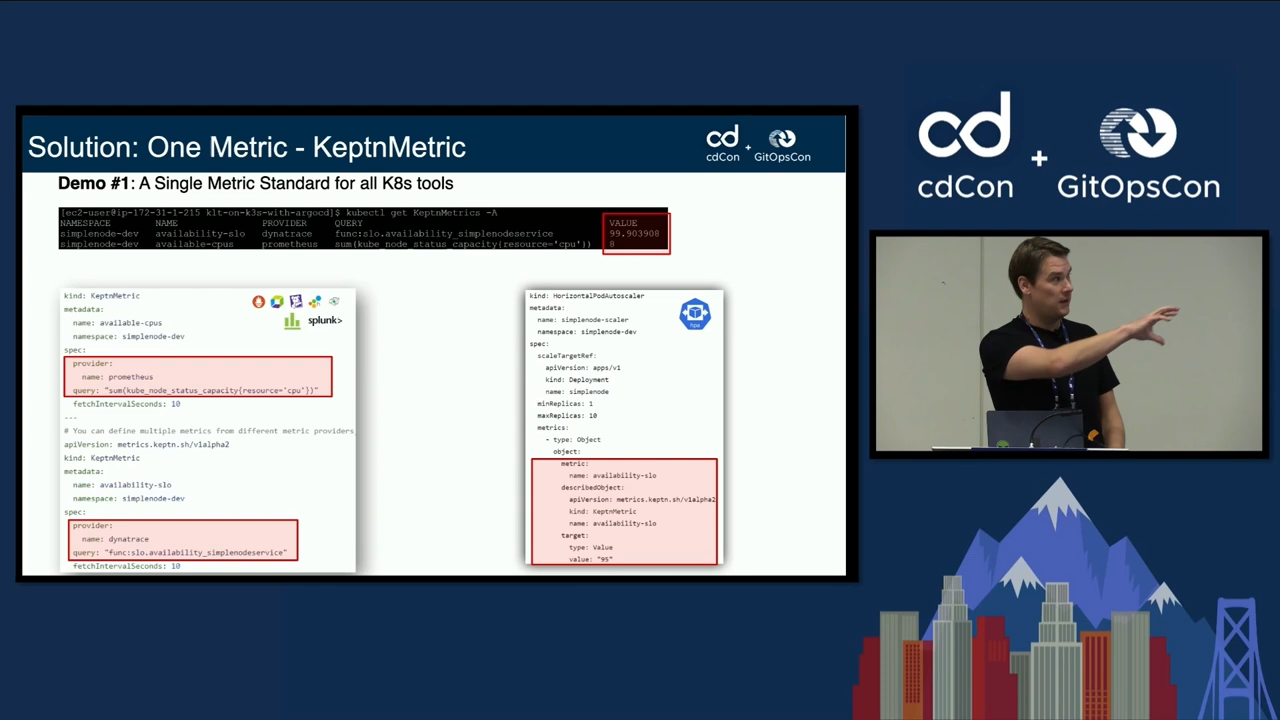 Solution: One Metric - KeptnMetric
cd
cdCon
+
GitOpsCon
Demo #1: A Single Metric Standard for all K8s tools
[ec2-user@ip-172-31-1-215 klt-on-k3s-with-argocd]$ kubectl get KeptnMetrics -A
NAMESPACE NAME PROVIDER QUERY VALUE
simplenode-dev availability-slo dynatrace func:slo.availability_simplenodeservice 99.903908
simplenode-dev available-cpus prometheus sum(kube_node_status_capacity{resource='cpu'}) 8
kind: KeptnMetric
metadata:
name: available-cpus
namespace: simplenode-dev
spec:
provider:
name: prometheus
query: "sum(kube_node_status_capacity{resource='cpu'})"
fetchIntervalSeconds: 10
---
# You can define multiple metrics from different metric providers
apiVersion: metrics.keptn.sh/v1alpha2
kind: KeptnMetric
metadata:
name: availability-slo
namespace: simplenode-dev
spec:
provider:
name: dynatrace
query: "func:slo.availability_simplenodeservice"
fetchIntervalSeconds: 10
splunk>
kind: HorizontalPodAutoscaler
metadata:
name: simplenode-scaler
namespace: simplenode-dev
spec:
scaleTargetRef:
apiVersion: apps/v1
kind: Deployment
name: simplenode
minReplicas: 1
maxReplicas: 10
metrics:
- type: Object
object:
metric:
name: availability-slo
describedObject:
apiVersion: metrics.keptn.sh/v1alpha2
kind: KeptnMetric
name: availability-slo
target:
type: Value
value: "95"
hpa
cd
cdCon
+
GitOpsCon